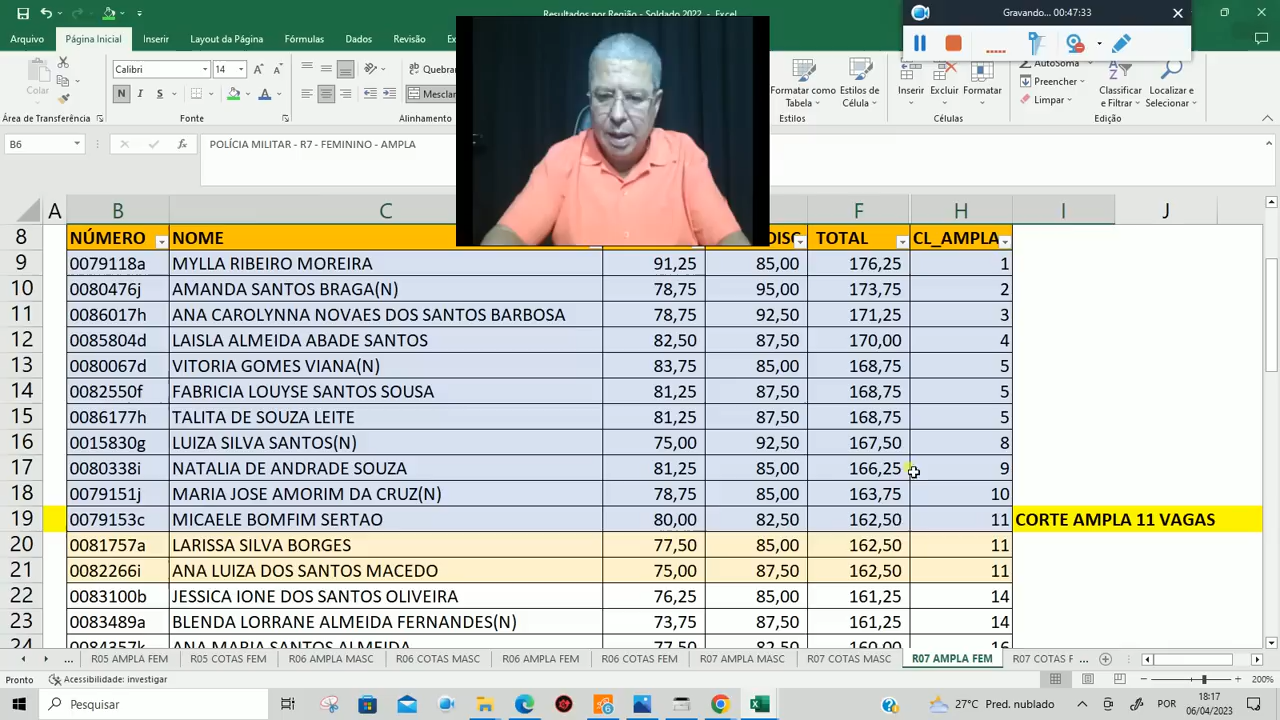 Resultados por região - Soldado 2022 - Excel
Gravando... 00:47:33
Arquivo Página Inicial Inserir Layout da Página Fórmulas Dados Revisão
Colar
Calibri 14
N I S
Quebrar
Mesclar
AutoSoma
Preencher
Limpar
Formatar como Tabela
Estilos de Célula
Inserir Excluir Formatar
Classificar e Filtrar
Localizar e Selecionar
Área de Transferência Fonte Alinhamento Estilos Células Edição
B6 POLÍCIA MILITAR - R7 - FEMININO - AMPLA
A B C F H I J
8 NÚMERO NOME DISC TOTAL CL_AMPLA
9 0079118a MYLLA RIBEIRO MOREIRA 91,25 85,00 176,25 1
10 0080476j AMANDA SANTOS BRAGA(N) 78,75 95,00 173,75 2
11 0086017h ANA CAROLYNNA NOVAES DOS SANTOS BARBOSA 78,75 92,50 171,25 3
12 0085804d LAISLA ALMEIDA ABADE SANTOS 82,50 87,50 170,00 4
13 0080067d VITORIA GOMES VIANA(N) 83,75 85,00 168,75 5
14 0082550f FABRICIA LOUYSE SANTOS SOUSA 81,25 87,50 168,75 5
15 0086177h TALITA DE SOUZA LEITE 81,25 87,50 168,75 5
16 0015830g LUIZA SILVA SANTOS(N) 75,00 92,50 167,50 8
17 0080338i NATALIA DE ANDRADE SOUZA 81,25 85,00 166,25 9
18 0079151j MARIA JOSE AMORIM DA CRUZ(N) 78,75 85,00 163,75 10
19 0079153c MICAELE BOMFIM SERTAO 80,00 82,50 162,50 11 CORTE AMPLA 11 VAGAS
20 0081757a LARISSA SILVA BORGES 77,50 85,00 162,50 11
21 0082266i ANA LUIZA DOS SANTOS MACEDO 75,00 87,50 162,50 11
22 0083100b JESSICA IONE DOS SANTOS OLIVEIRA 76,25 85,00 161,25 14
23 0083489a BLENDA LORRANE ALMEIDA FERNANDES(N) 73,75 87,50 161,25 14
24 0084357k ANA MARIA SANTOS ALMEIDA 77,50 82,50 160,00 16
... R05 AMPLA FEM R05 COTAS FEM R06 AMPLA MASC R06 COTAS MASC R06 AMPLA FEM R06 COTAS FEM R07 AMPLA MASC R07 COTAS MASC R07 AMPLA FEM R07 COTAS F ...
Pronto Acessibilidade: investigar 200%
Pesquisar 6 27°C Pred. nublado POR 18:17
06/04/2023